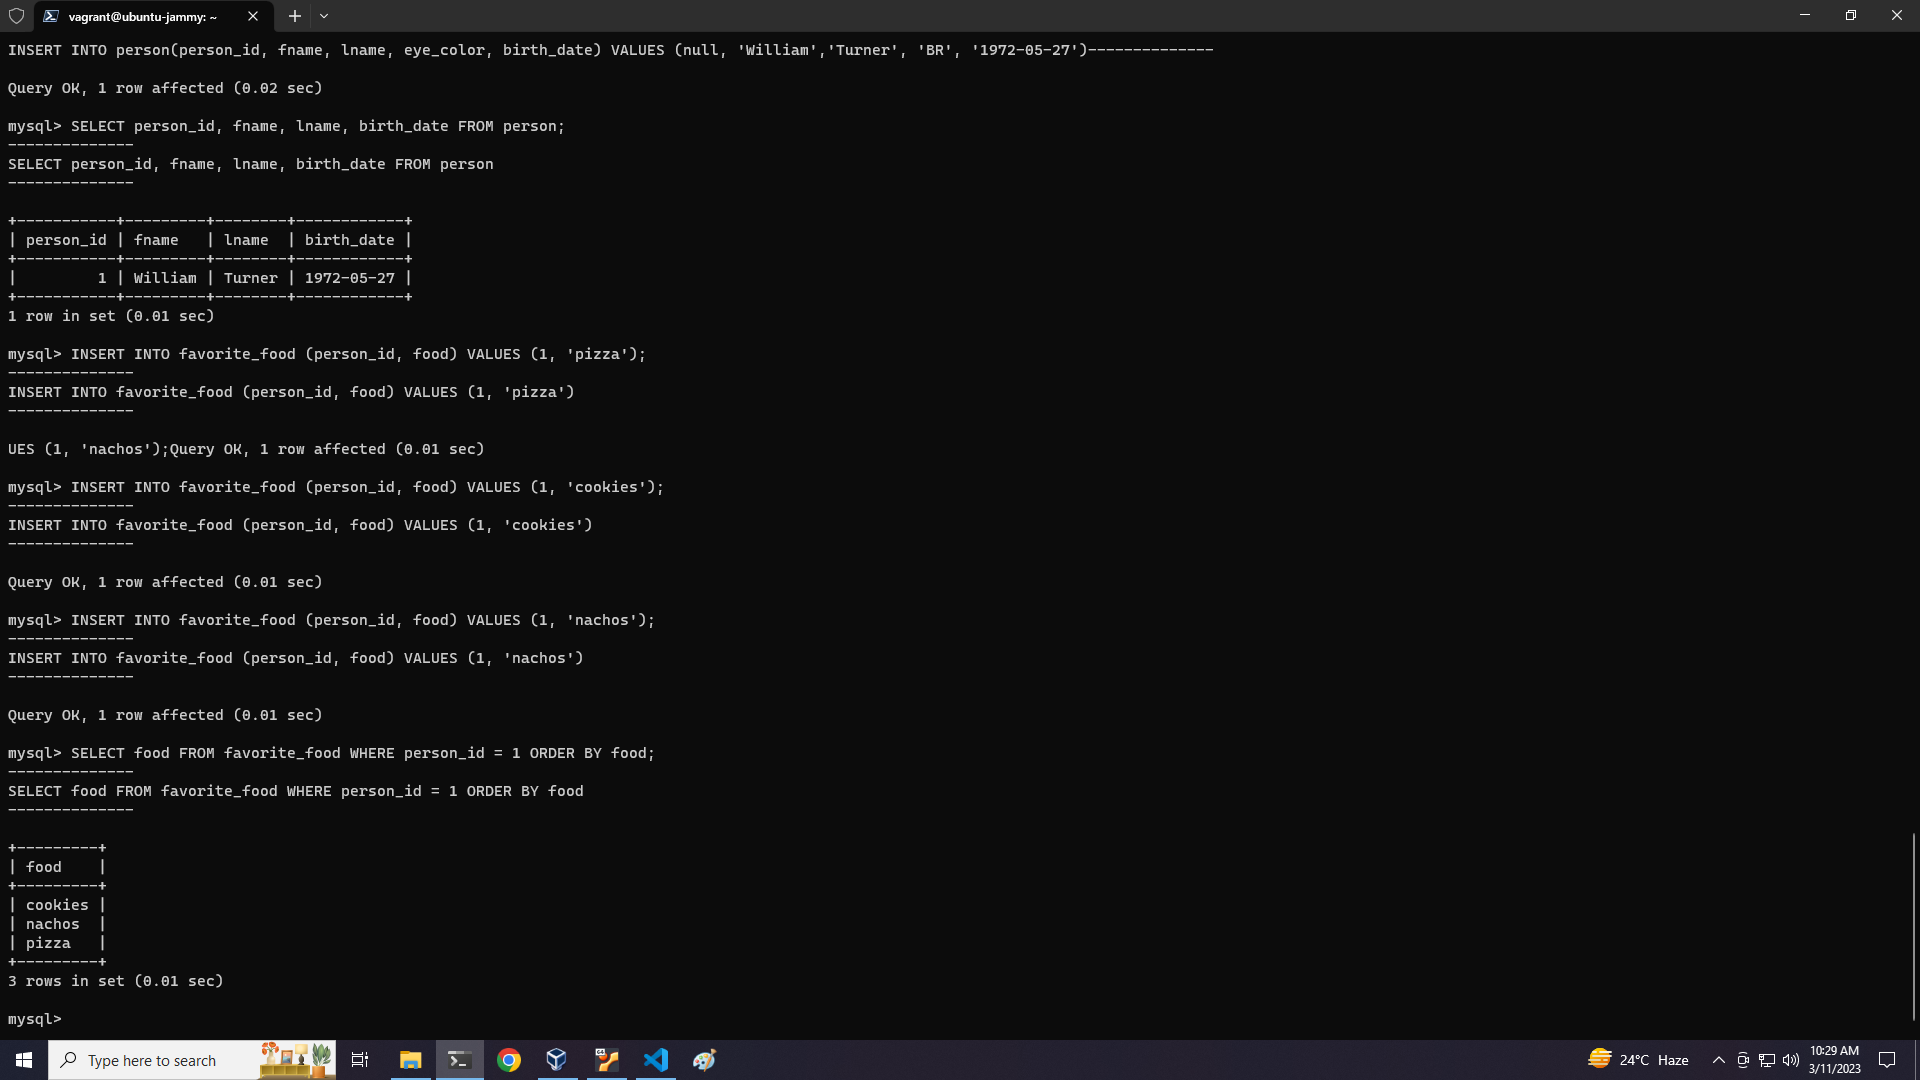 vagrant@ubuntu-jammy: ~
INSERT INTO person(person_id, fname, lname, eye_color, birth_date) VALUES (null, 'William','Turner', 'BR', '1972-05-27')--------------
Query OK, 1 row affected (0.02 sec)
mysql> SELECT person_id, fname, lname, birth_date FROM person;
--------------
SELECT person_id, fname, lname, birth_date FROM person
--------------
+-----------+---------+--------+------------+
| person_id | fname   | lname  | birth_date |
+-----------+---------+--------+------------+
|         1 | William | Turner | 1972-05-27 |
+-----------+---------+--------+------------+
1 row in set (0.01 sec)
mysql> INSERT INTO favorite_food (person_id, food) VALUES (1, 'pizza');
--------------
INSERT INTO favorite_food (person_id, food) VALUES (1, 'pizza')
--------------
UES (1, 'nachos');Query OK, 1 row affected (0.01 sec)
mysql> INSERT INTO favorite_food (person_id, food) VALUES (1, 'cookies');
--------------
INSERT INTO favorite_food (person_id, food) VALUES (1, 'cookies')
--------------
Query OK, 1 row affected (0.01 sec)
mysql> INSERT INTO favorite_food (person_id, food) VALUES (1, 'nachos');
--------------
INSERT INTO favorite_food (person_id, food) VALUES (1, 'nachos')
--------------
Query OK, 1 row affected (0.01 sec)
mysql> SELECT food FROM favorite_food WHERE person_id = 1 ORDER BY food;
--------------
SELECT food FROM favorite_food WHERE person_id = 1 ORDER BY food
--------------
+---------+
| food    |
+---------+
| cookies |
| nachos  |
| pizza   |
+---------+
3 rows in set (0.01 sec)
mysql>
Type here to search
24°C Haze
10:29 AM
3/11/2023